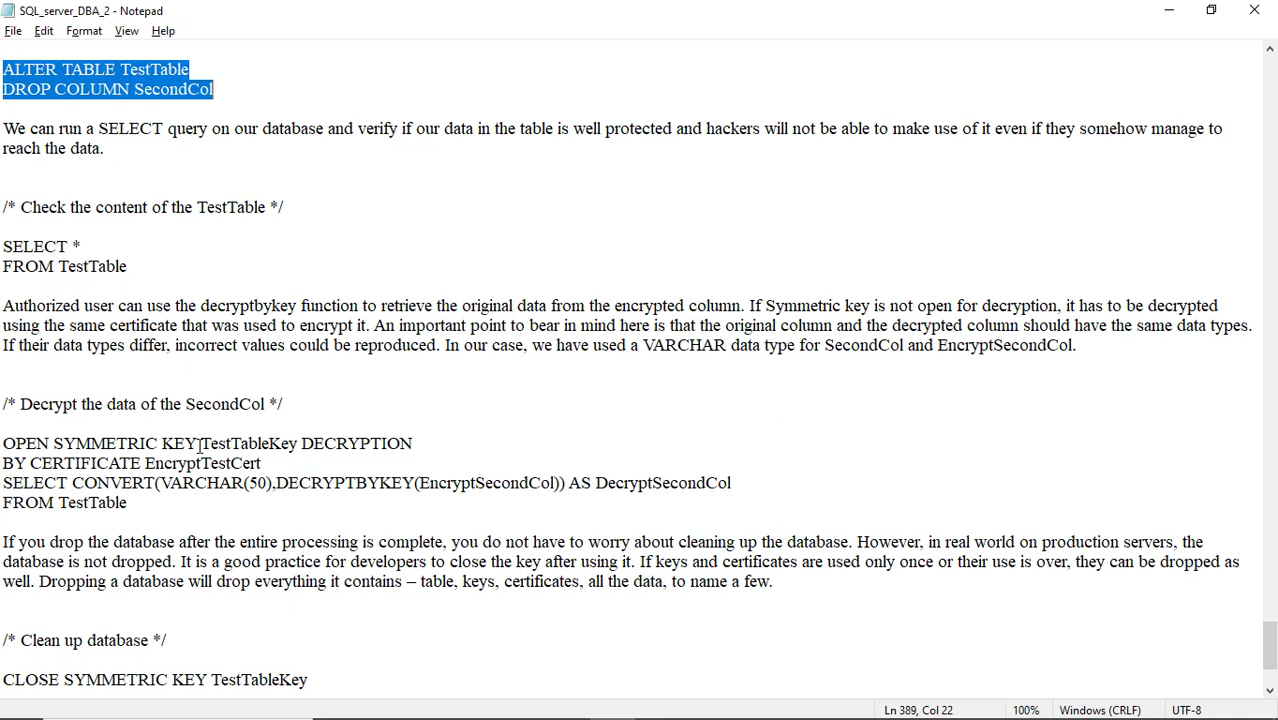 SQL_server_DBA_2 - Notepad
File Edit Format View Help
ALTER TABLE TestTable
DROP COLUMN SecondCol
We can run a SELECT query on our database and verify if our data in the table is well protected and hackers will not be able to make use of it even if they somehow manage to
reach the data.
/* Check the content of the TestTable */
SELECT *
FROM TestTable
Authorized user can use the decryptbykey function to retrieve the original data from the encrypted column. If Symmetric key is not open for decryption, it has to be decrypted
using the same certificate that was used to encrypt it. An important point to bear in mind here is that the original column and the decrypted column should have the same data types.
If their data types differ, incorrect values could be reproduced. In our case, we have used a VARCHAR data type for SecondCol and EncryptSecondCol.
/* Decrypt the data of the SecondCol */
OPEN SYMMETRIC KEY TestTableKey DECRYPTION
BY CERTIFICATE EncryptTestCert
SELECT CONVERT(VARCHAR(50),DECRYPTBYKEY(EncryptSecondCol)) AS DecryptSecondCol
FROM TestTable
If you drop the database after the entire processing is complete, you do not have to worry about cleaning up the database. However, in real world on production servers, the
database is not dropped. It is a good practice for developers to close the key after using it. If keys and certificates are used only once or their use is over, they can be dropped as
well. Dropping a database will drop everything it contains – table, keys, certificates, all the data, to name a few.
/* Clean up database */
CLOSE SYMMETRIC KEY TestTableKey
Ln 389, Col 22 100% Windows (CRLF) UTF-8